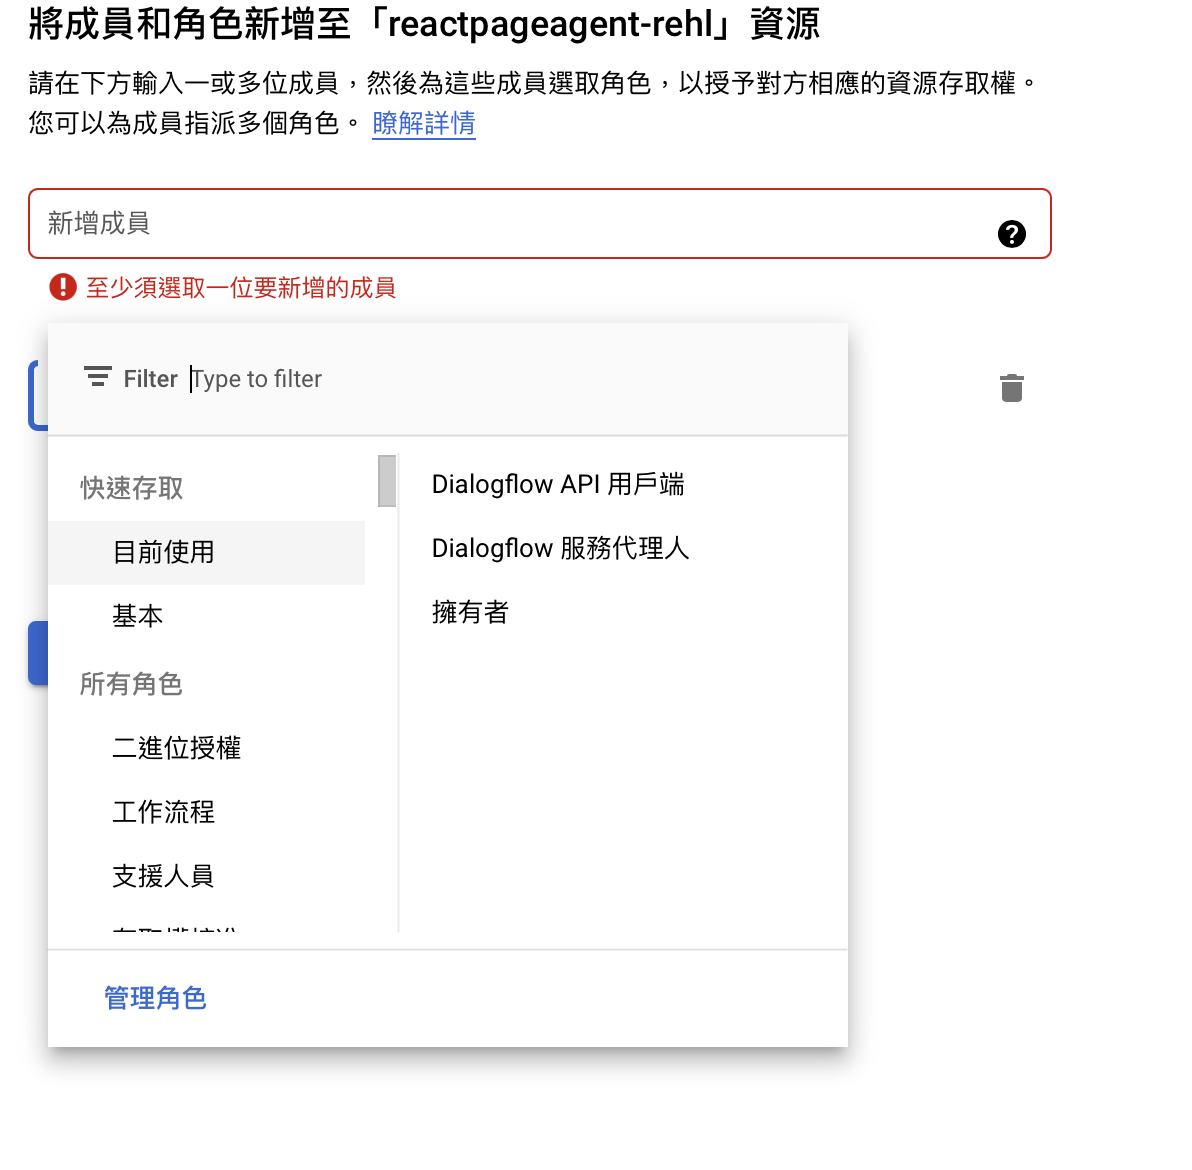 將成員和角色新增至「reactpageagent-rehl」資源
請在下方輸入一或多位成員，然後為這些成員選取角色，以授予對方相應的資源存取權。
您可以為成員指派多個角色。 瞭解詳情
新增成員
至少須選取一位要新增的成員
Filter Type to filter
快速存取
目前使用
基本
所有角色
二進位授權
工作流程
支援人員
Dialogflow API 用戶端
Dialogflow 服務代理人
擁有者
管理角色